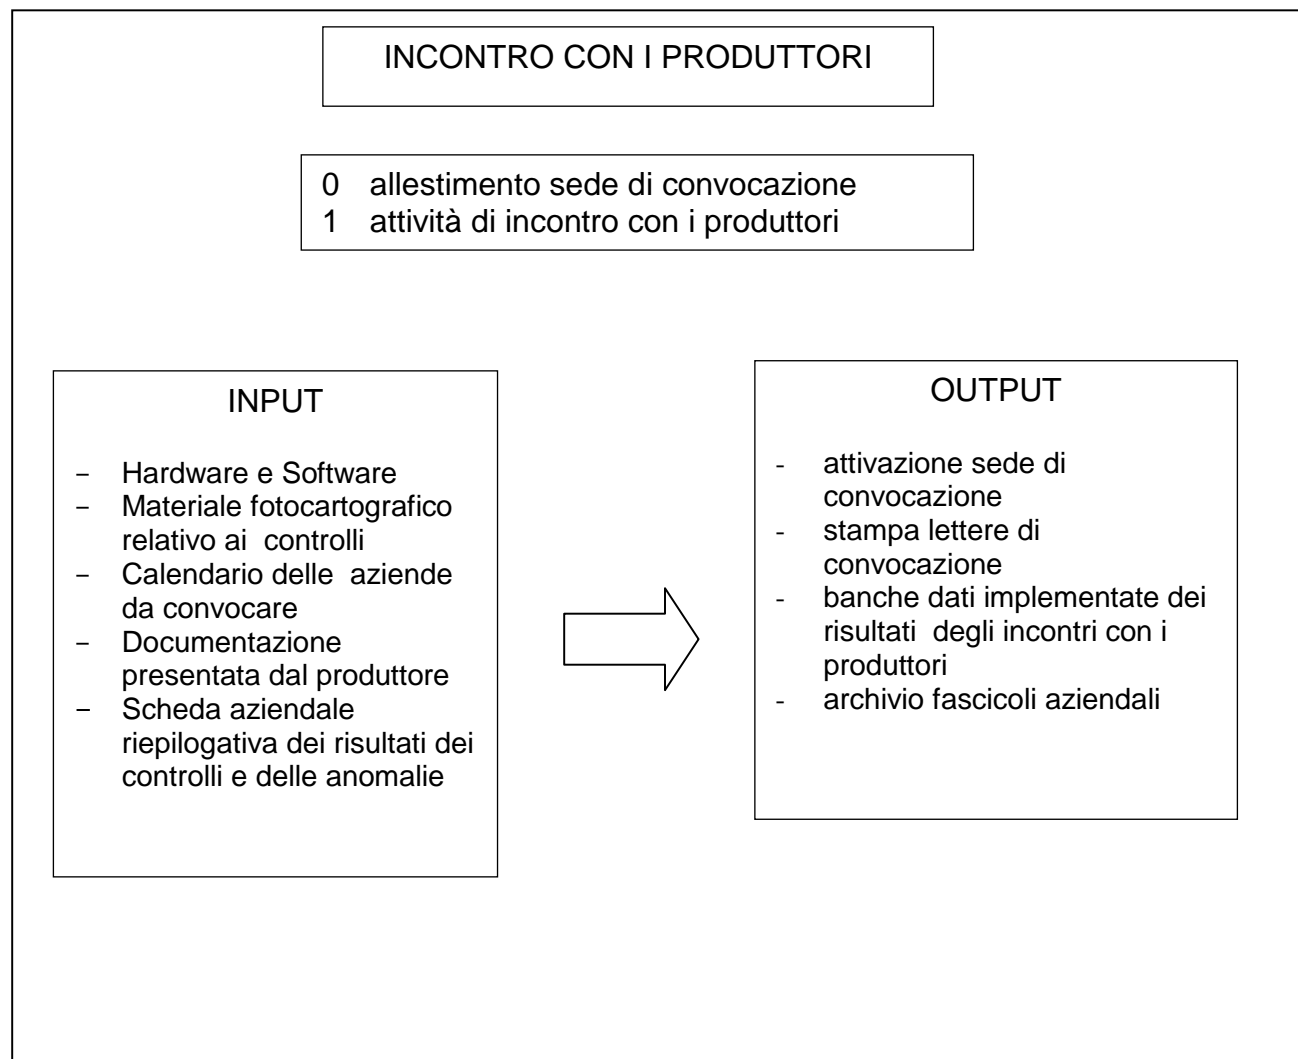 INCONTRO CON I PRODUTTORI
0 allestimento sede di convocazione
1 attività di incontro con i produttori
INPUT
– Hardware e Software
– Materiale fotocartografico
relativo ai controlli
– Calendario delle aziende
da convocare
– Documentazione
presentata dal produttore
– Scheda aziendale
riepilogativa dei risultati dei
controlli e delle anomalie
OUTPUT
- attivazione sede di
convocazione
- stampa lettere di
convocazione
- banche dati implementate dei
risultati degli incontri con i
produttori
- archivio fascicoli aziendali